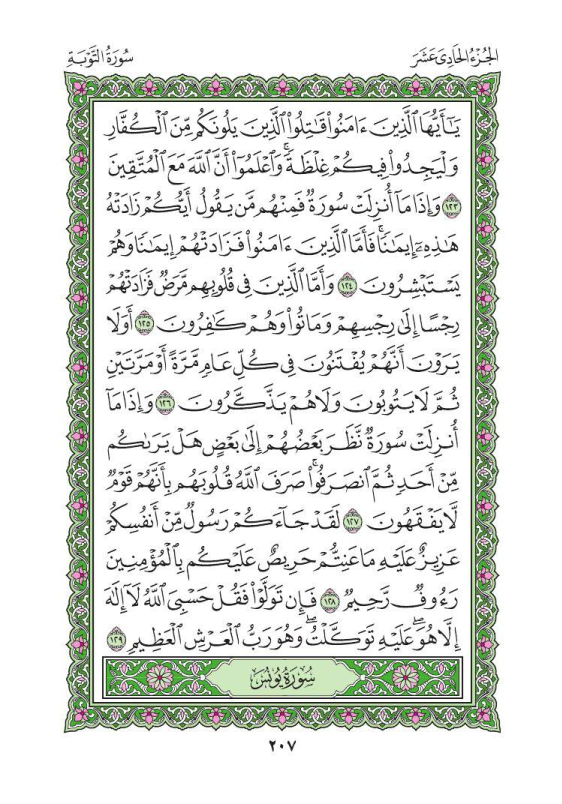 الجُزْءُ الحَادِى عَشَرَ
سُورَةُ التَّوْبَةِ
يَٰٓأَيُّهَا ٱلَّذِينَ ءَامَنُوا۟ قَٰتِلُوا۟ ٱلَّذِينَ يَلُونَكُم مِّنَ ٱلْكُفَّارِ
وَلْيَجِدُوا۟ فِيكُمْ غِلْظَةً ۚ وَٱعْلَمُوٓا۟ أَنَّ ٱللَّهَ مَعَ ٱلْمُتَّقِينَ
١٢٣ وَإِذَا مَآ أُنزِلَتْ سُورَةٌ فَمِنْهُم مَّن يَقُولُ أَيُّكُمْ زَادَتْهُ
هَٰذِهِۦٓ إِيمَٰنًا ۚ فَأَمَّا ٱلَّذِينَ ءَامَنُوا۟ فَزَادَتْهُمْ إِيمَٰنًا وَهُمْ
يَسْتَبْشِرُونَ ١٢٤ وَأَمَّا ٱلَّذِينَ فِى قُلُوبِهِم مَّرَضٌ فَزَادَتْهُمْ
رِجْسًا إِلَىٰ رِجْسِهِمْ وَمَاتُوا۟ وَهُمْ كَٰفِرُونَ ١٢٥ أَوَلَا
يَرَوْنَ أَنَّهُمْ يُفْتَنُونَ فِى كُلِّ عَامٍ مَّرَّةً أَوْ مَرَّتَيْنِ
ثُمَّ لَا يَتُوبُونَ وَلَا هُمْ يَذَّكَّرُونَ ١٢٦ وَإِذَا مَآ
أُنزِلَتْ سُورَةٌ نَّظَرَ بَعْضُهُمْ إِلَىٰ بَعْضٍ هَلْ يَرَىٰكُم
مِّنْ أَحَدٍ ثُمَّ ٱنصَرَفُوا۟ ۚ صَرَفَ ٱللَّهُ قُلُوبَهُم بِأَنَّهُمْ قَوْمٌ
لَّا يَفْقَهُونَ ١٢٧ لَقَدْ جَآءَكُمْ رَسُولٌ مِّنْ أَنفُسِكُمْ
عَزِيزٌ عَلَيْهِ مَا عَنِتُّمْ حَرِيصٌ عَلَيْكُم بِٱلْمُؤْمِنِينَ
رَءُوفٌ رَّحِيمٌ ١٢٨ فَإِن تَوَلَّوْا۟ فَقُلْ حَسْبِىَ ٱللَّهُ لَآ إِلَٰهَ
إِلَّا هُوَ ۖ عَلَيْهِ تَوَكَّلْتُ ۖ وَهُوَ رَبُّ ٱلْعَرْشِ ٱلْعَظِيمِ ١٢٩
سُورَةُ يُونُسَ
٢٠٧